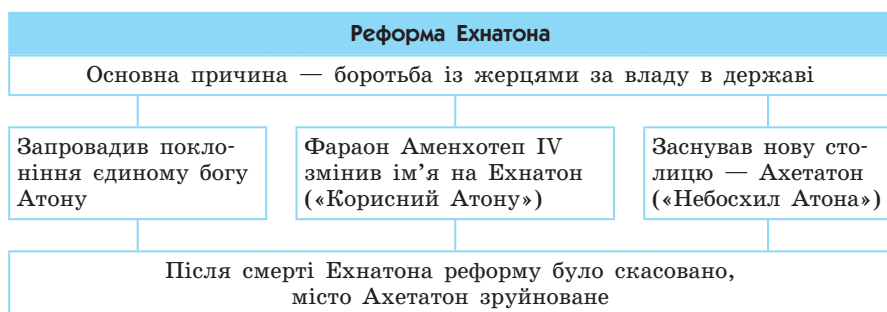 Реформа Ехнатона
Основна причина — боротьба із жерцями за владу в державі
Запровадив покло-
ніння єдиному богу
Атону
Фараон Аменхотеп IV
змінив ім’я на Ехнатон
(«Корисний Атону»)
Заснував нову сто-
лицю — Ахетатон
(«Небосхил Атона»)
Після смерті Ехнатона реформу було скасовано,
місто Ахетатон зруйноване